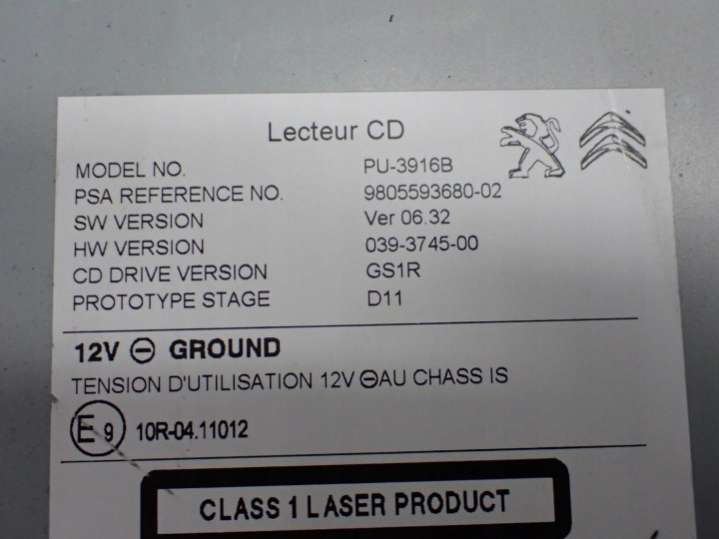 Lecteur CD
MODEL NO. PU-3916B
PSA REFERENCE NO. 9805593680-02
SW VERSION Ver 06.32
HW VERSION 039-3745-00
CD DRIVE VERSION GS1R
PROTOTYPE STAGE D11
12V ⊖ GROUND
TENSION D'UTILISATION 12V ⊖AU CHASS IS
E9 10R-04.11012
CLASS 1 LASER PRODUCT